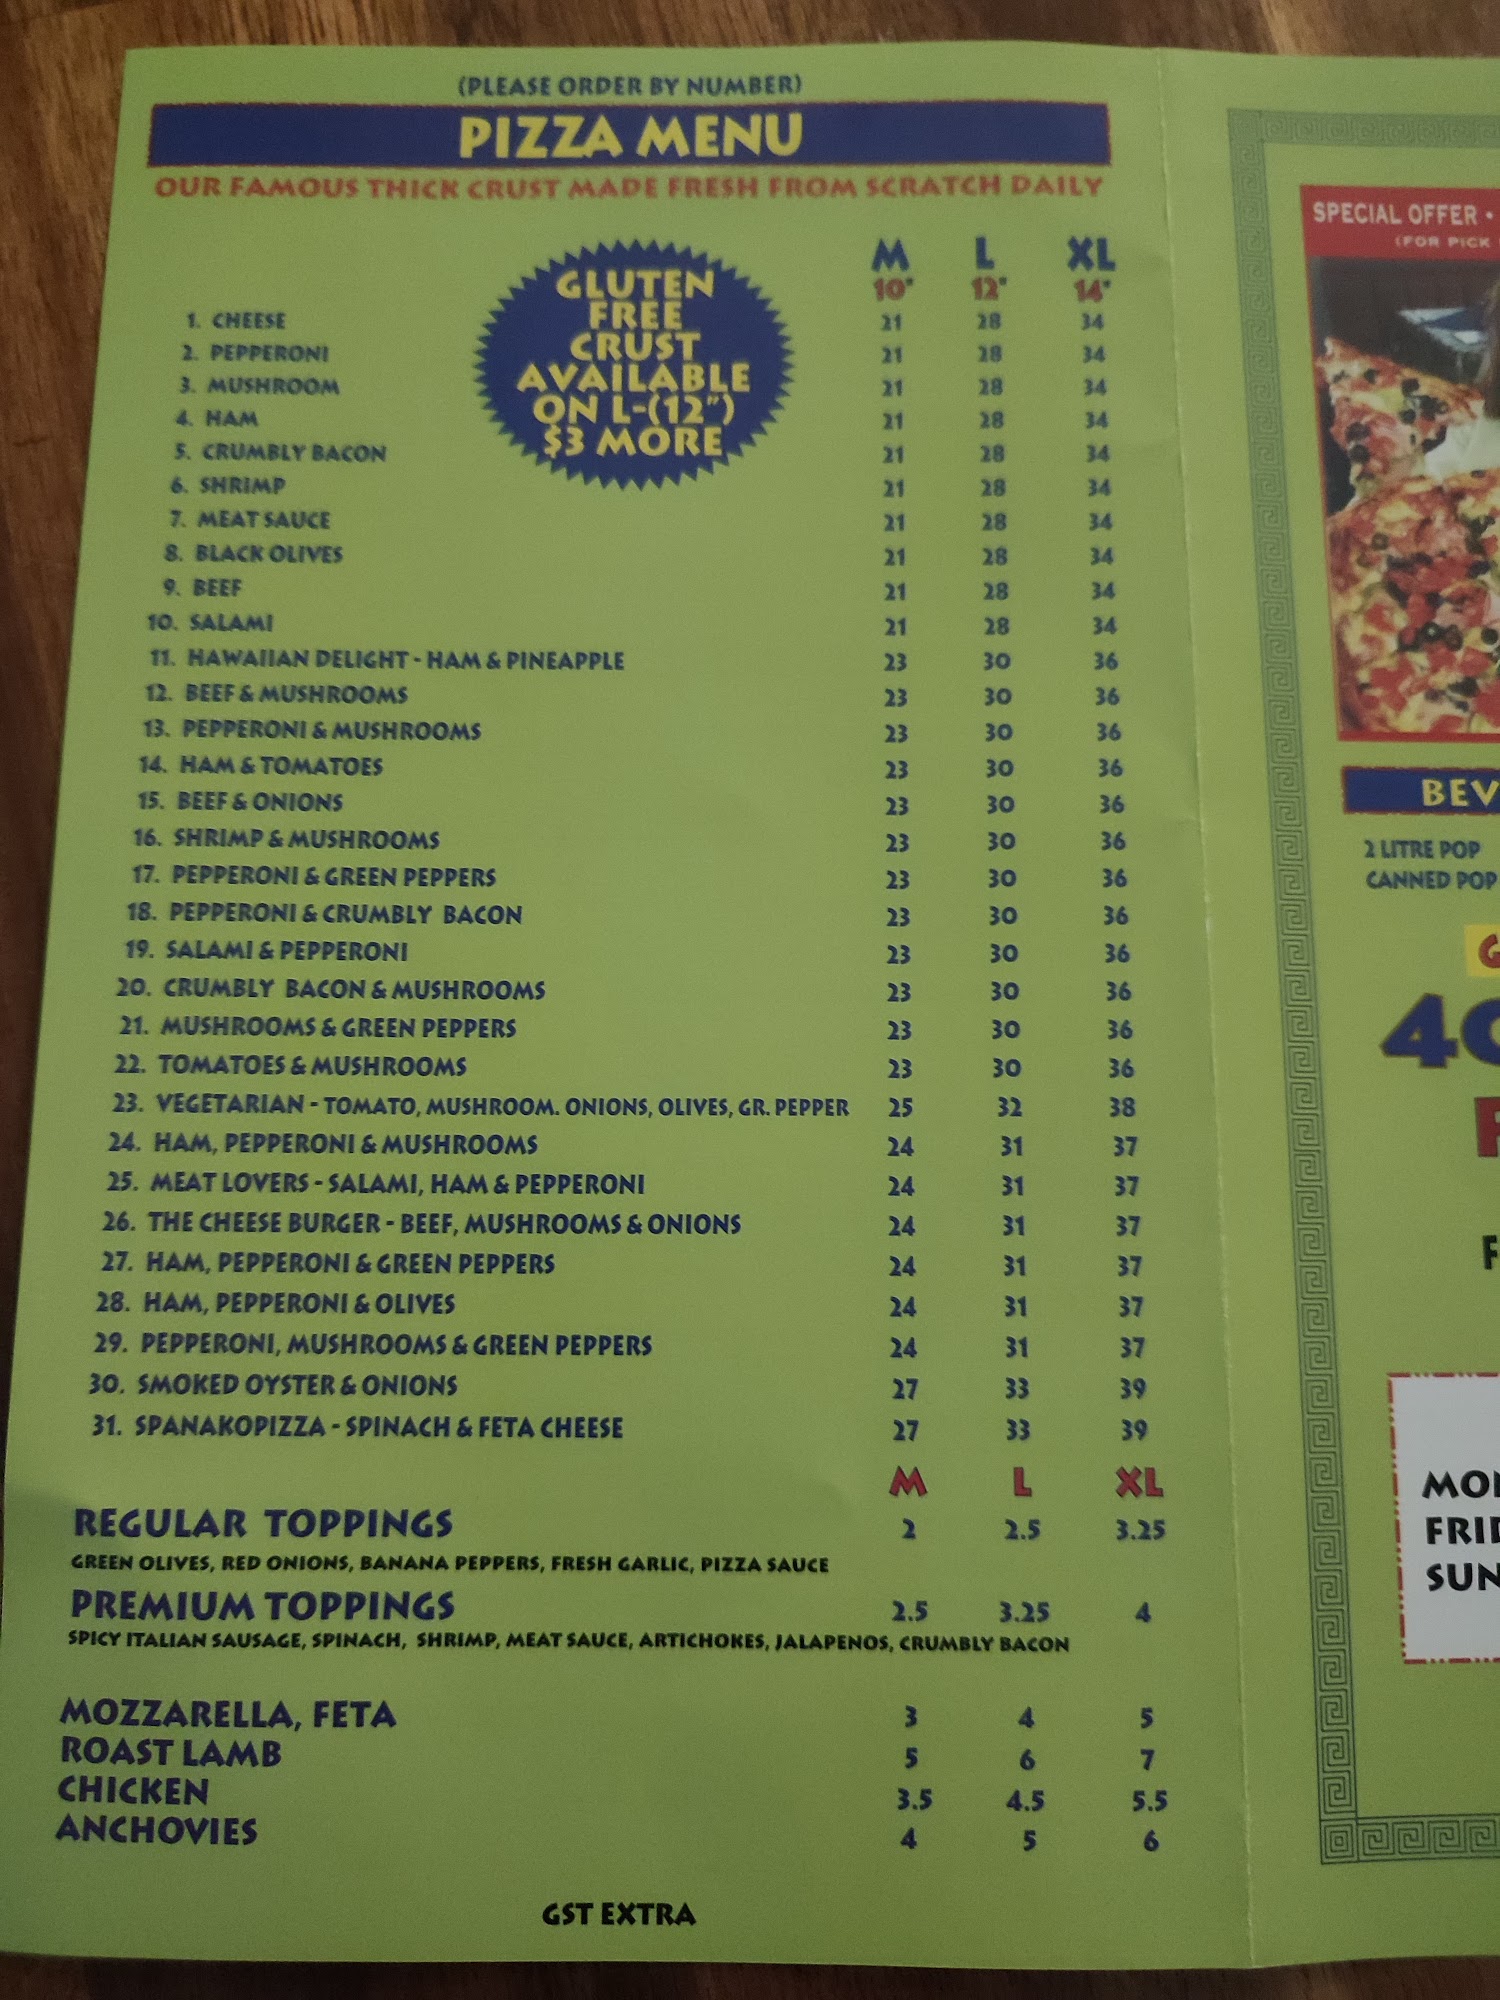 (PLEASE ORDER BY NUMBER)
PIZZA MENU
OUR FAMOUS THICK CRUST MADE FRESH FROM SCRATCH DAILY
GLUTEN
FREE
CRUST
AVAILABLE
ON L-(12")
$3 MORE
M L XL
10" 12" 14"
1. CHEESE 21 28 34
2. PEPPERONI 21 28 34
3. MUSHROOM 21 28 34
4. HAM 21 28 34
5. CRUMBLY BACON 21 28 34
6. SHRIMP 21 28 34
7. MEAT SAUCE 21 28 34
8. BLACK OLIVES 21 28 34
9. BEEF 21 28 34
10. SALAMI 21 28 34
11. HAWAIIAN DELIGHT - HAM & PINEAPPLE 23 30 36
12. BEEF & MUSHROOMS 23 30 36
13. PEPPERONI & MUSHROOMS 23 30 36
14. HAM & TOMATOES 23 30 36
15. BEEF & ONIONS 23 30 36
16. SHRIMP & MUSHROOMS 23 30 36
17. PEPPERONI & GREEN PEPPERS 23 30 36
18. PEPPERONI & CRUMBLY BACON 23 30 36
19. SALAMI & PEPPERONI 23 30 36
20. CRUMBLY BACON & MUSHROOMS 23 30 36
21. MUSHROOMS & GREEN PEPPERS 23 30 36
22. TOMATOES & MUSHROOMS 23 30 36
23. VEGETARIAN - TOMATO, MUSHROOM. ONIONS, OLIVES, GR. PEPPER 25 32 38
24. HAM, PEPPERONI & MUSHROOMS 24 31 37
25. MEAT LOVERS - SALAMI, HAM & PEPPERONI 24 31 37
26. THE CHEESE BURGER - BEEF, MUSHROOMS & ONIONS 24 31 37
27. HAM, PEPPERONI & GREEN PEPPERS 24 31 37
28. HAM, PEPPERONI & OLIVES 24 31 37
29. PEPPERONI, MUSHROOMS & GREEN PEPPERS 24 31 37
30. SMOKED OYSTER & ONIONS 27 33 39
31. SPANAKOPIZZA - SPINACH & FETA CHEESE 27 33 39
M L XL
REGULAR TOPPINGS 2 2.5 3.25
GREEN OLIVES, RED ONIONS, BANANA PEPPERS, FRESH GARLIC, PIZZA SAUCE
PREMIUM TOPPINGS 2.5 3.25 4
SPICY ITALIAN SAUSAGE, SPINACH, SHRIMP, MEAT SAUCE, ARTICHOKES, JALAPENOS, CRUMBLY BACON
MOZZARELLA, FETA 3 4 5
ROAST LAMB 5 6 7
CHICKEN 3.5 4.5 5.5
ANCHOVIES 4 5 6
GST EXTRA
SPECIAL OFFER •
(FOR PICK
BEV
2 LITRE POP
CANNED POP
4
F
MON
FRID
SUN